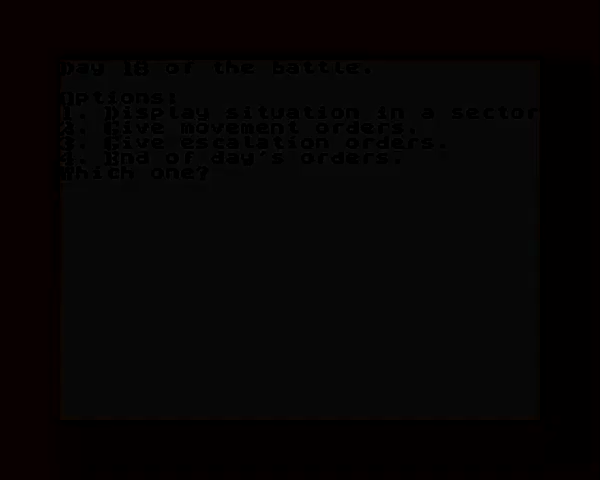 Day 18 of the battle.
Options:
1. Display situation in a sector
2. Give movement orders.
3. Give escalation orders.
4. End of day's orders.
Which one?